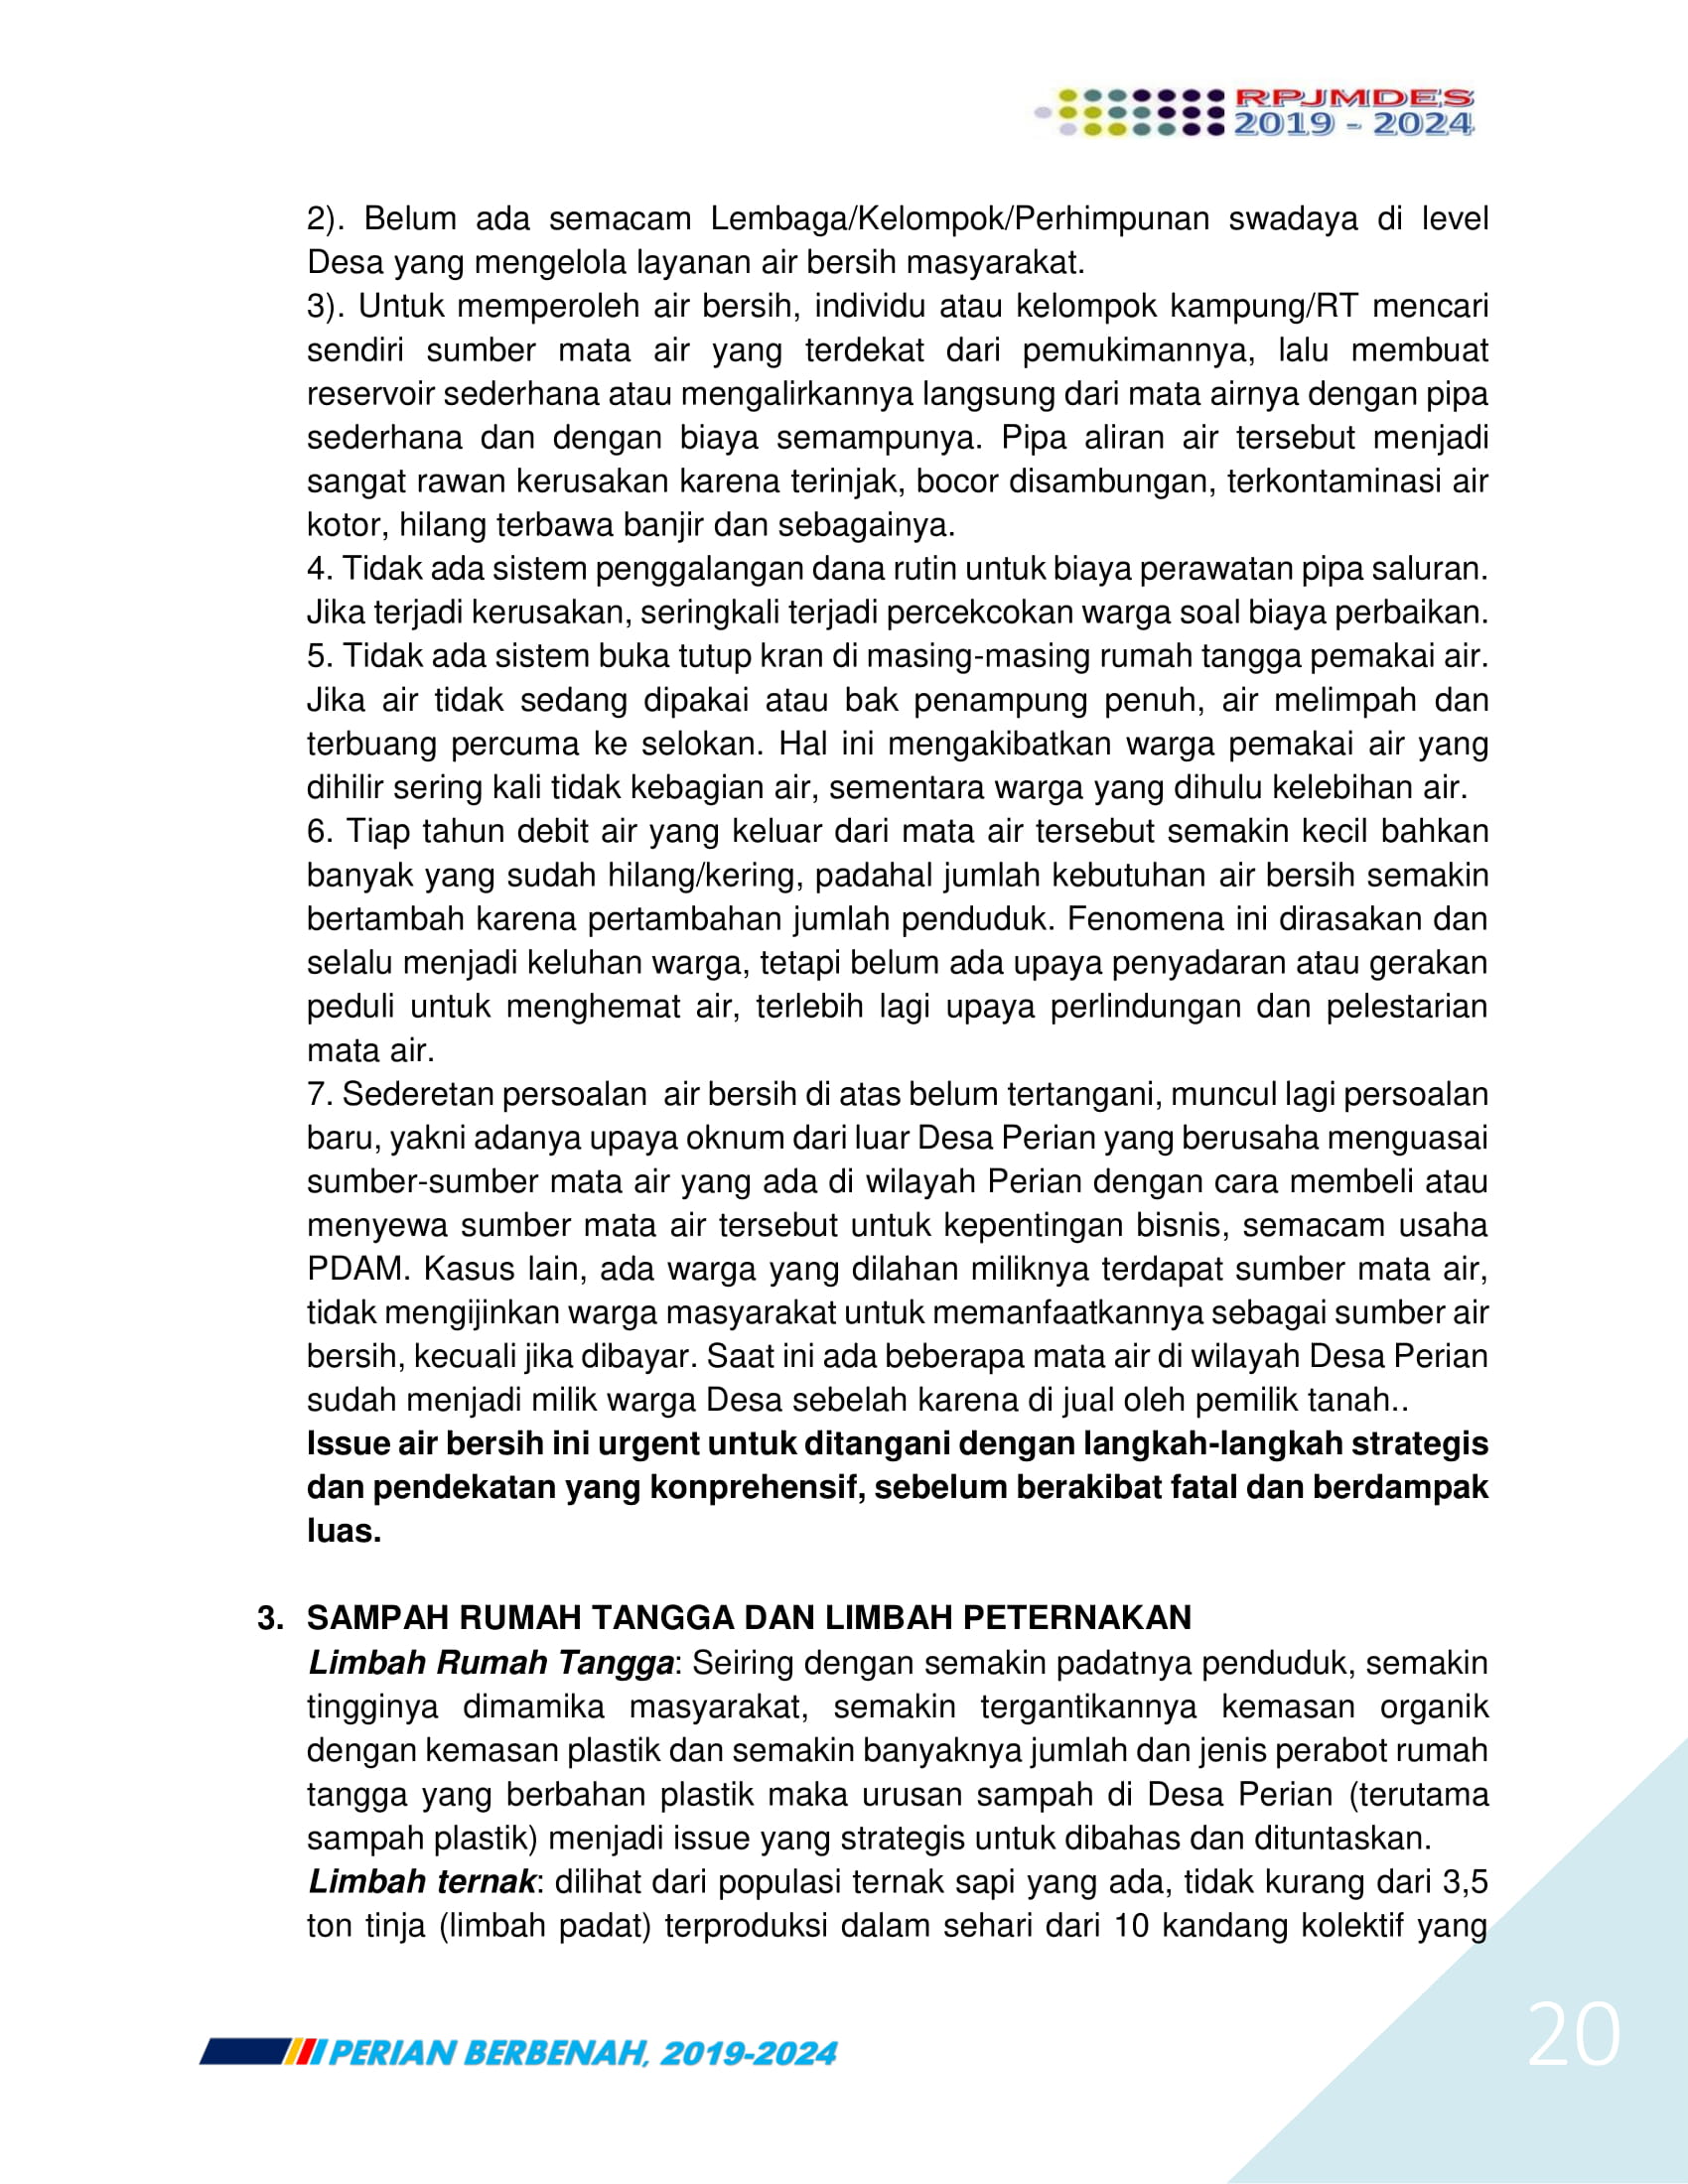 RPJMDES
2019 - 2024
2). Belum ada semacam Lembaga/Kelompok/Perhimpunan swadaya di level
Desa yang mengelola layanan air bersih masyarakat.
3). Untuk memperoleh air bersih, individu atau kelompok kampung/RT mencari
sendiri sumber mata air yang terdekat dari pemukimannya, lalu membuat
reservoir sederhana atau mengalirkannya langsung dari mata airnya dengan pipa
sederhana dan dengan biaya semampunya. Pipa aliran air tersebut menjadi
sangat rawan kerusakan karena terinjak, bocor disambungan, terkontaminasi air
kotor, hilang terbawa banjir dan sebagainya.
4. Tidak ada sistem penggalangan dana rutin untuk biaya perawatan pipa saluran.
Jika terjadi kerusakan, seringkali terjadi percekcokan warga soal biaya perbaikan.
5. Tidak ada sistem buka tutup kran di masing-masing rumah tangga pemakai air.
Jika air tidak sedang dipakai atau bak penampung penuh, air melimpah dan
terbuang percuma ke selokan. Hal ini mengakibatkan warga pemakai air yang
dihilir sering kali tidak kebagian air, sementara warga yang dihulu kelebihan air.
6. Tiap tahun debit air yang keluar dari mata air tersebut semakin kecil bahkan
banyak yang sudah hilang/kering, padahal jumlah kebutuhan air bersih semakin
bertambah karena pertambahan jumlah penduduk. Fenomena ini dirasakan dan
selalu menjadi keluhan warga, tetapi belum ada upaya penyadaran atau gerakan
peduli untuk menghemat air, terlebih lagi upaya perlindungan dan pelestarian
mata air.
7. Sederetan persoalan  air bersih di atas belum tertangani, muncul lagi persoalan
baru, yakni adanya upaya oknum dari luar Desa Perian yang berusaha menguasai
sumber-sumber mata air yang ada di wilayah Perian dengan cara membeli atau
menyewa sumber mata air tersebut untuk kepentingan bisnis, semacam usaha
PDAM. Kasus lain, ada warga yang dilahan miliknya terdapat sumber mata air,
tidak mengijinkan warga masyarakat untuk memanfaatkannya sebagai sumber air
bersih, kecuali jika dibayar. Saat ini ada beberapa mata air di wilayah Desa Perian
sudah menjadi milik warga Desa sebelah karena di jual oleh pemilik tanah..
Issue air bersih ini urgent untuk ditangani dengan langkah-langkah strategis
dan pendekatan yang konprehensif, sebelum berakibat fatal dan berdampak
luas.
3. SAMPAH RUMAH TANGGA DAN LIMBAH PETERNAKAN
Limbah Rumah Tangga: Seiring dengan semakin padatnya penduduk, semakin
tingginya dimamika masyarakat, semakin tergantikannya kemasan organik
dengan kemasan plastik dan semakin banyaknya jumlah dan jenis perabot rumah
tangga yang berbahan plastik maka urusan sampah di Desa Perian (terutama
sampah plastik) menjadi issue yang strategis untuk dibahas dan dituntaskan.
Limbah ternak: dilihat dari populasi ternak sapi yang ada, tidak kurang dari 3,5
ton tinja (limbah padat) terproduksi dalam sehari dari 10 kandang kolektif yang
20
PERIAN BERBENAH, 2019-2024